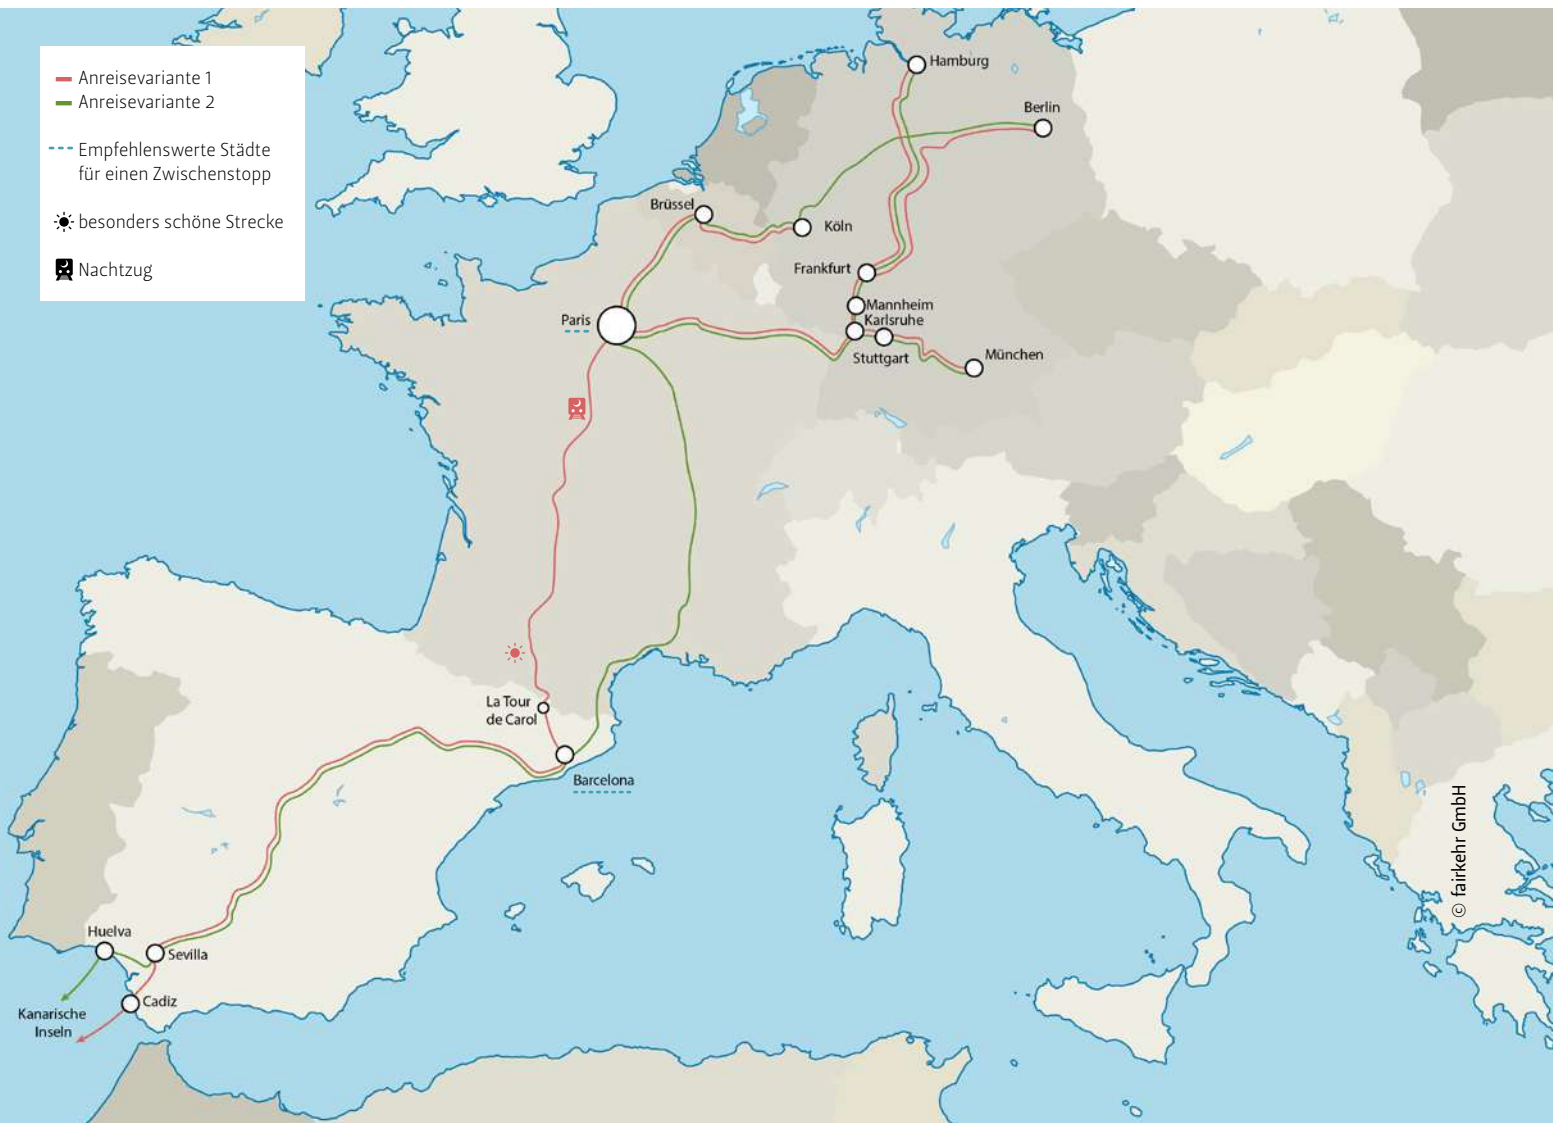 Anreisevariante 1
Anreisevariante 2
Empfehlenswerte Städte
für einen Zwischenstopp
besonders schöne Strecke
Nachtzug
Hamburg
Berlin
Brüssel
Köln
Frankfurt
Mannheim
Karlsruhe
Paris
Stuttgart
München
La Tour
de Carol
Barcelona
Huelva
Sevilla
Cadiz
Kanarische
Inseln
© fairkehr GmbH